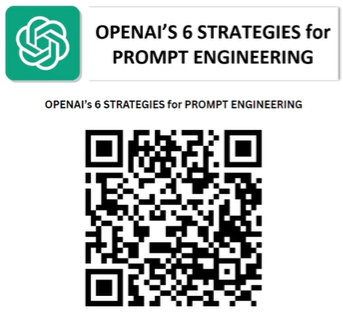 OPENAI'S 6 STRATEGIES for
PROMPT ENGINEERING
OPENAI's 6 STRATEGIES for PROMPT ENGINEERING